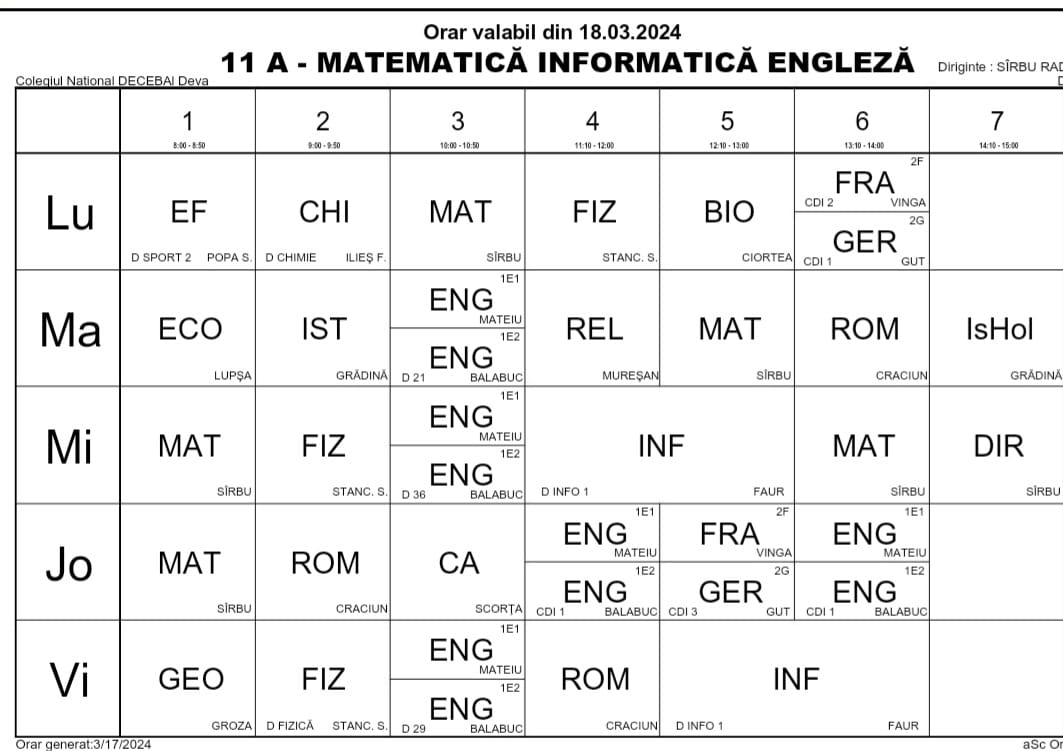 Orar valabil din 18.03.2024
11 A - MATEMATICĂ INFORMATICĂ ENGLEZĂ
Colegiul National DECEBAl Deva
Diriginte : SÎRBU RAD
1 2 3 4 5 6 7
8:00 - 8:50 9:00 - 9:50 10:00 - 10:50 11:10 - 12:00 12:10 - 13:00 13:10 - 14:00 14:10 - 15:00
Lu
EF
D SPORT 2 POPA S.
CHI
D CHIMIE ILIEȘ F.
MAT
SÎRBU
FIZ
STANC. S.
BIO
CIORTEA
2F
FRA
CDI 2 VINGA
2G
GER
CDI 1 GUT
Ma
ECO
LUPȘA
IST
GRĂDINĂ
1E1
ENG
MATEIU
1E2
ENG
D 21 BALABUC
REL
MUREȘAN
MAT
SÎRBU
ROM
CRACIUN
IsHol
GRĂDINĂ
Mi
MAT
SÎRBU
FIZ
STANC. S.
1E1
ENG
MATEIU
1E2
ENG
D 36 BALABUC
INF
D INFO 1 FAUR
MAT
SÎRBU
DIR
SÎRBU
Jo
MAT
SÎRBU
ROM
CRACIUN
CA
SCORȚA
1E1
ENG
MATEIU
1E2
ENG
CDI 1 BALABUC
2F
FRA
VINGA
2G
GER
CDI 3 GUT
1E1
ENG
MATEIU
1E2
ENG
CDI 1 BALABUC
Vi
GEO
GROZA
FIZ
D FIZICĂ STANC. S.
1E1
ENG
MATEIU
1E2
ENG
D 29 BALABUC
ROM
CRACIUN
INF
D INFO 1 FAUR
Orar generat:3/17/2024
aSc Or